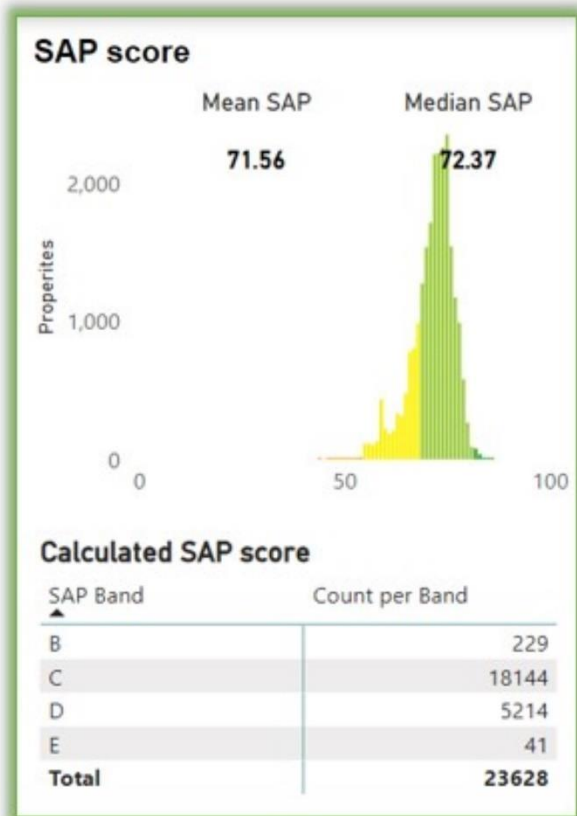 SAP score
Mean SAP Median SAP
71.56 72.37
2,000
Properites
1,000
0
0 50 100
Calculated SAP score
SAP Band Count per Band
B 229
C 18144
D 5214
E 41
Total 23628